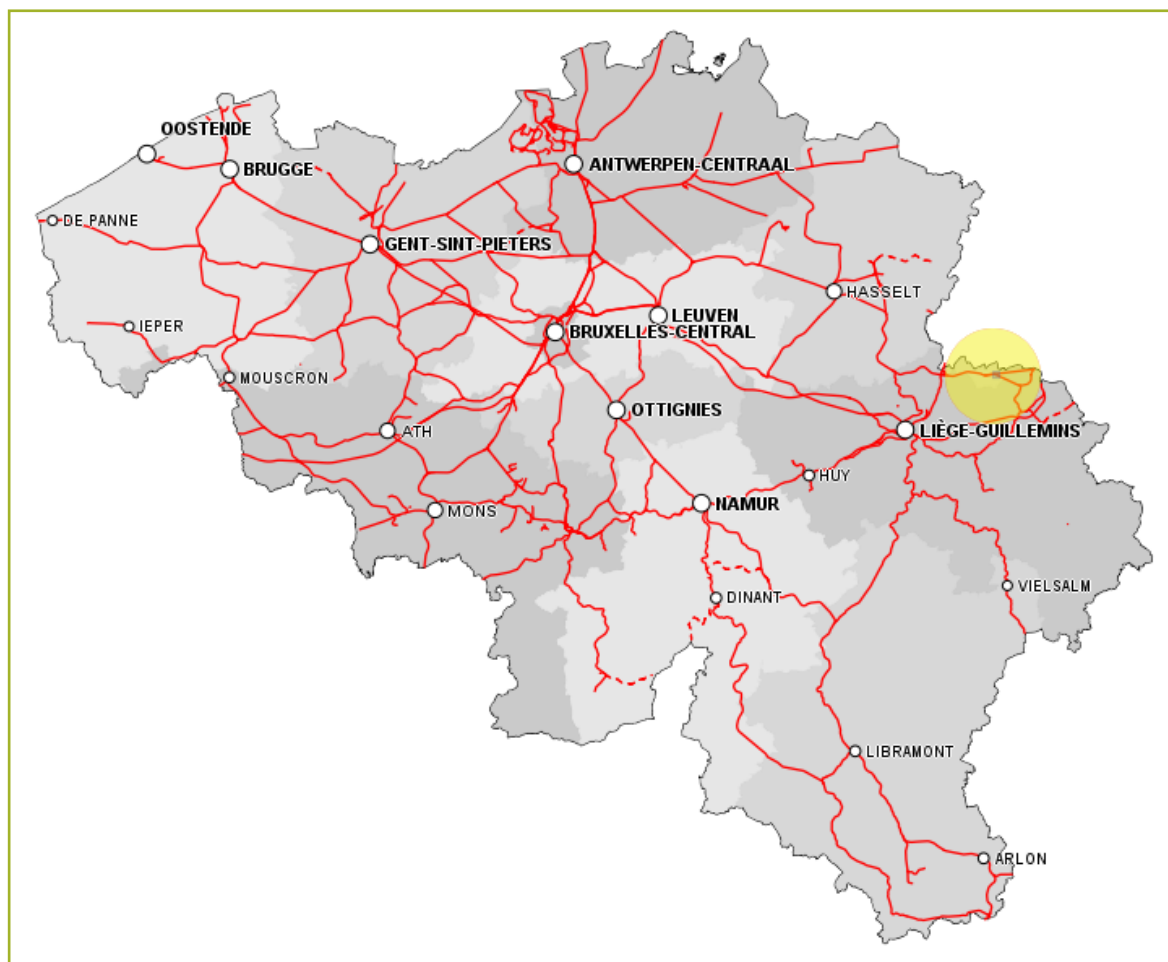 OOSTENDE
BRUGGE
ANTWERPEN-CENTRAAL
DE PANNE
GENT-SINT-PIETERS
HASSELT
LEUVEN
IEPER
BRUXELLES-CENTRAL
MOUSCRON
OTTIGNIES
ATH
LIÈGE-GUILLEMINS
HUY
MONS
NAMUR
VIELSALM
DINANT
LIBRAMONT
ARLON